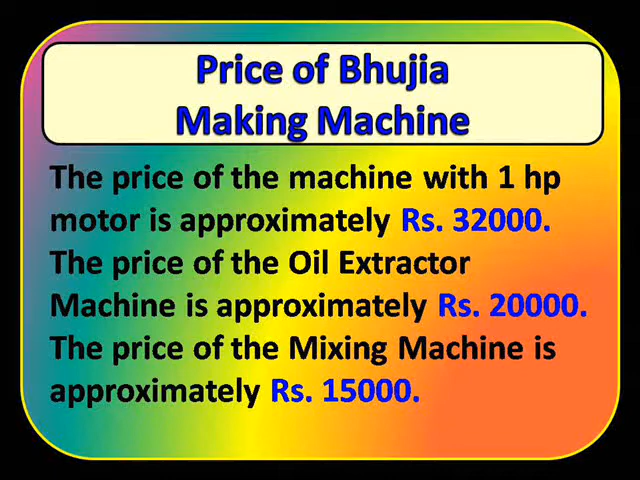 Price of Bhujia
Making Machine
The price of the machine with 1 hp
motor is approximately Rs. 32000.
The price of the Oil Extractor
Machine is approximately Rs. 20000.
The price of the Mixing Machine is
approximately Rs. 15000.